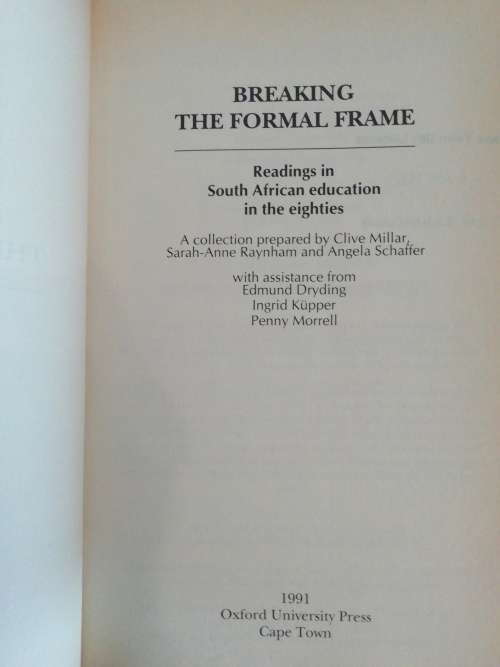 BREAKING
THE FORMAL FRAME
Readings in
South African education
in the eighties
A collection prepared by Clive Millar,
Sarah-Anne Raynham and Angela Schaffer
with assistance from
Edmund Dryding
Ingrid Küpper
Penny Morrell
1991
Oxford University Press
Cape Town